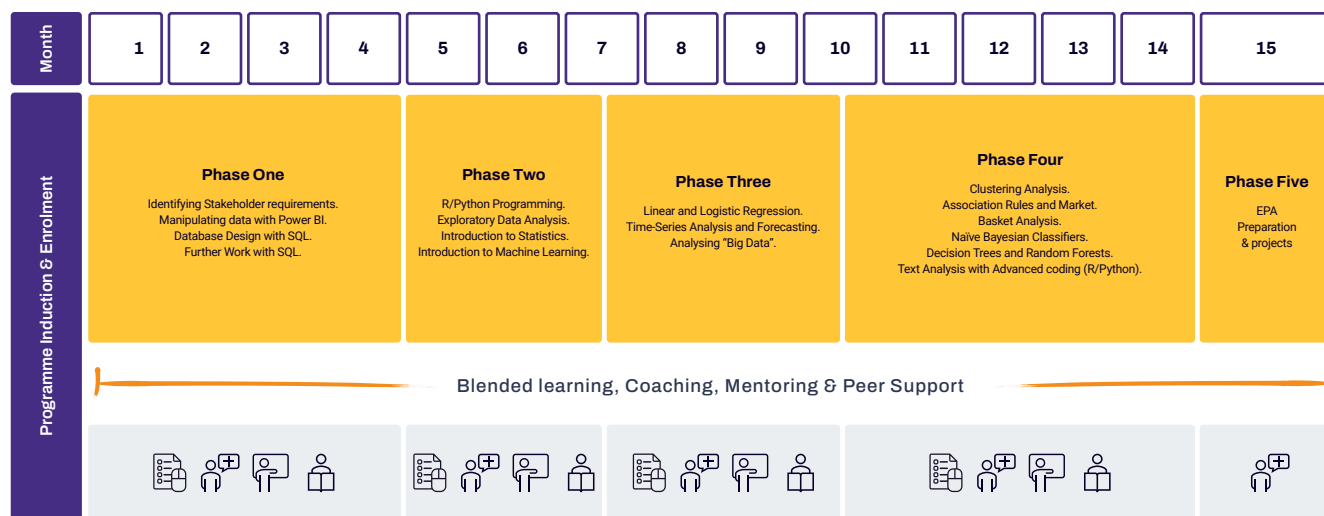 Month
1
2
3
4
5
6
7
8
9
10
11
12
13
14
15
Programme Induction & Enrolment
Phase One
Identifying Stakeholder requirements.
Manipulating data with Power BI.
Database Design with SQL.
Further Work with SQL.
Phase Two
R/Python Programming.
Exploratory Data Analysis.
Introduction to Statistics.
Introduction to Machine Learning.
Phase Three
Linear and Logistic Regression.
Time-Series Analysis and Forecasting.
Analysing “Big Data”.
Phase Four
Clustering Analysis.
Association Rules and Market.
Basket Analysis.
Naïve Bayesian Classifiers.
Decision Trees and Random Forests.
Text Analysis with Advanced coding (R/Python).
Phase Five
EPA
Preparation
& projects
Blended learning, Coaching, Mentoring & Peer Support